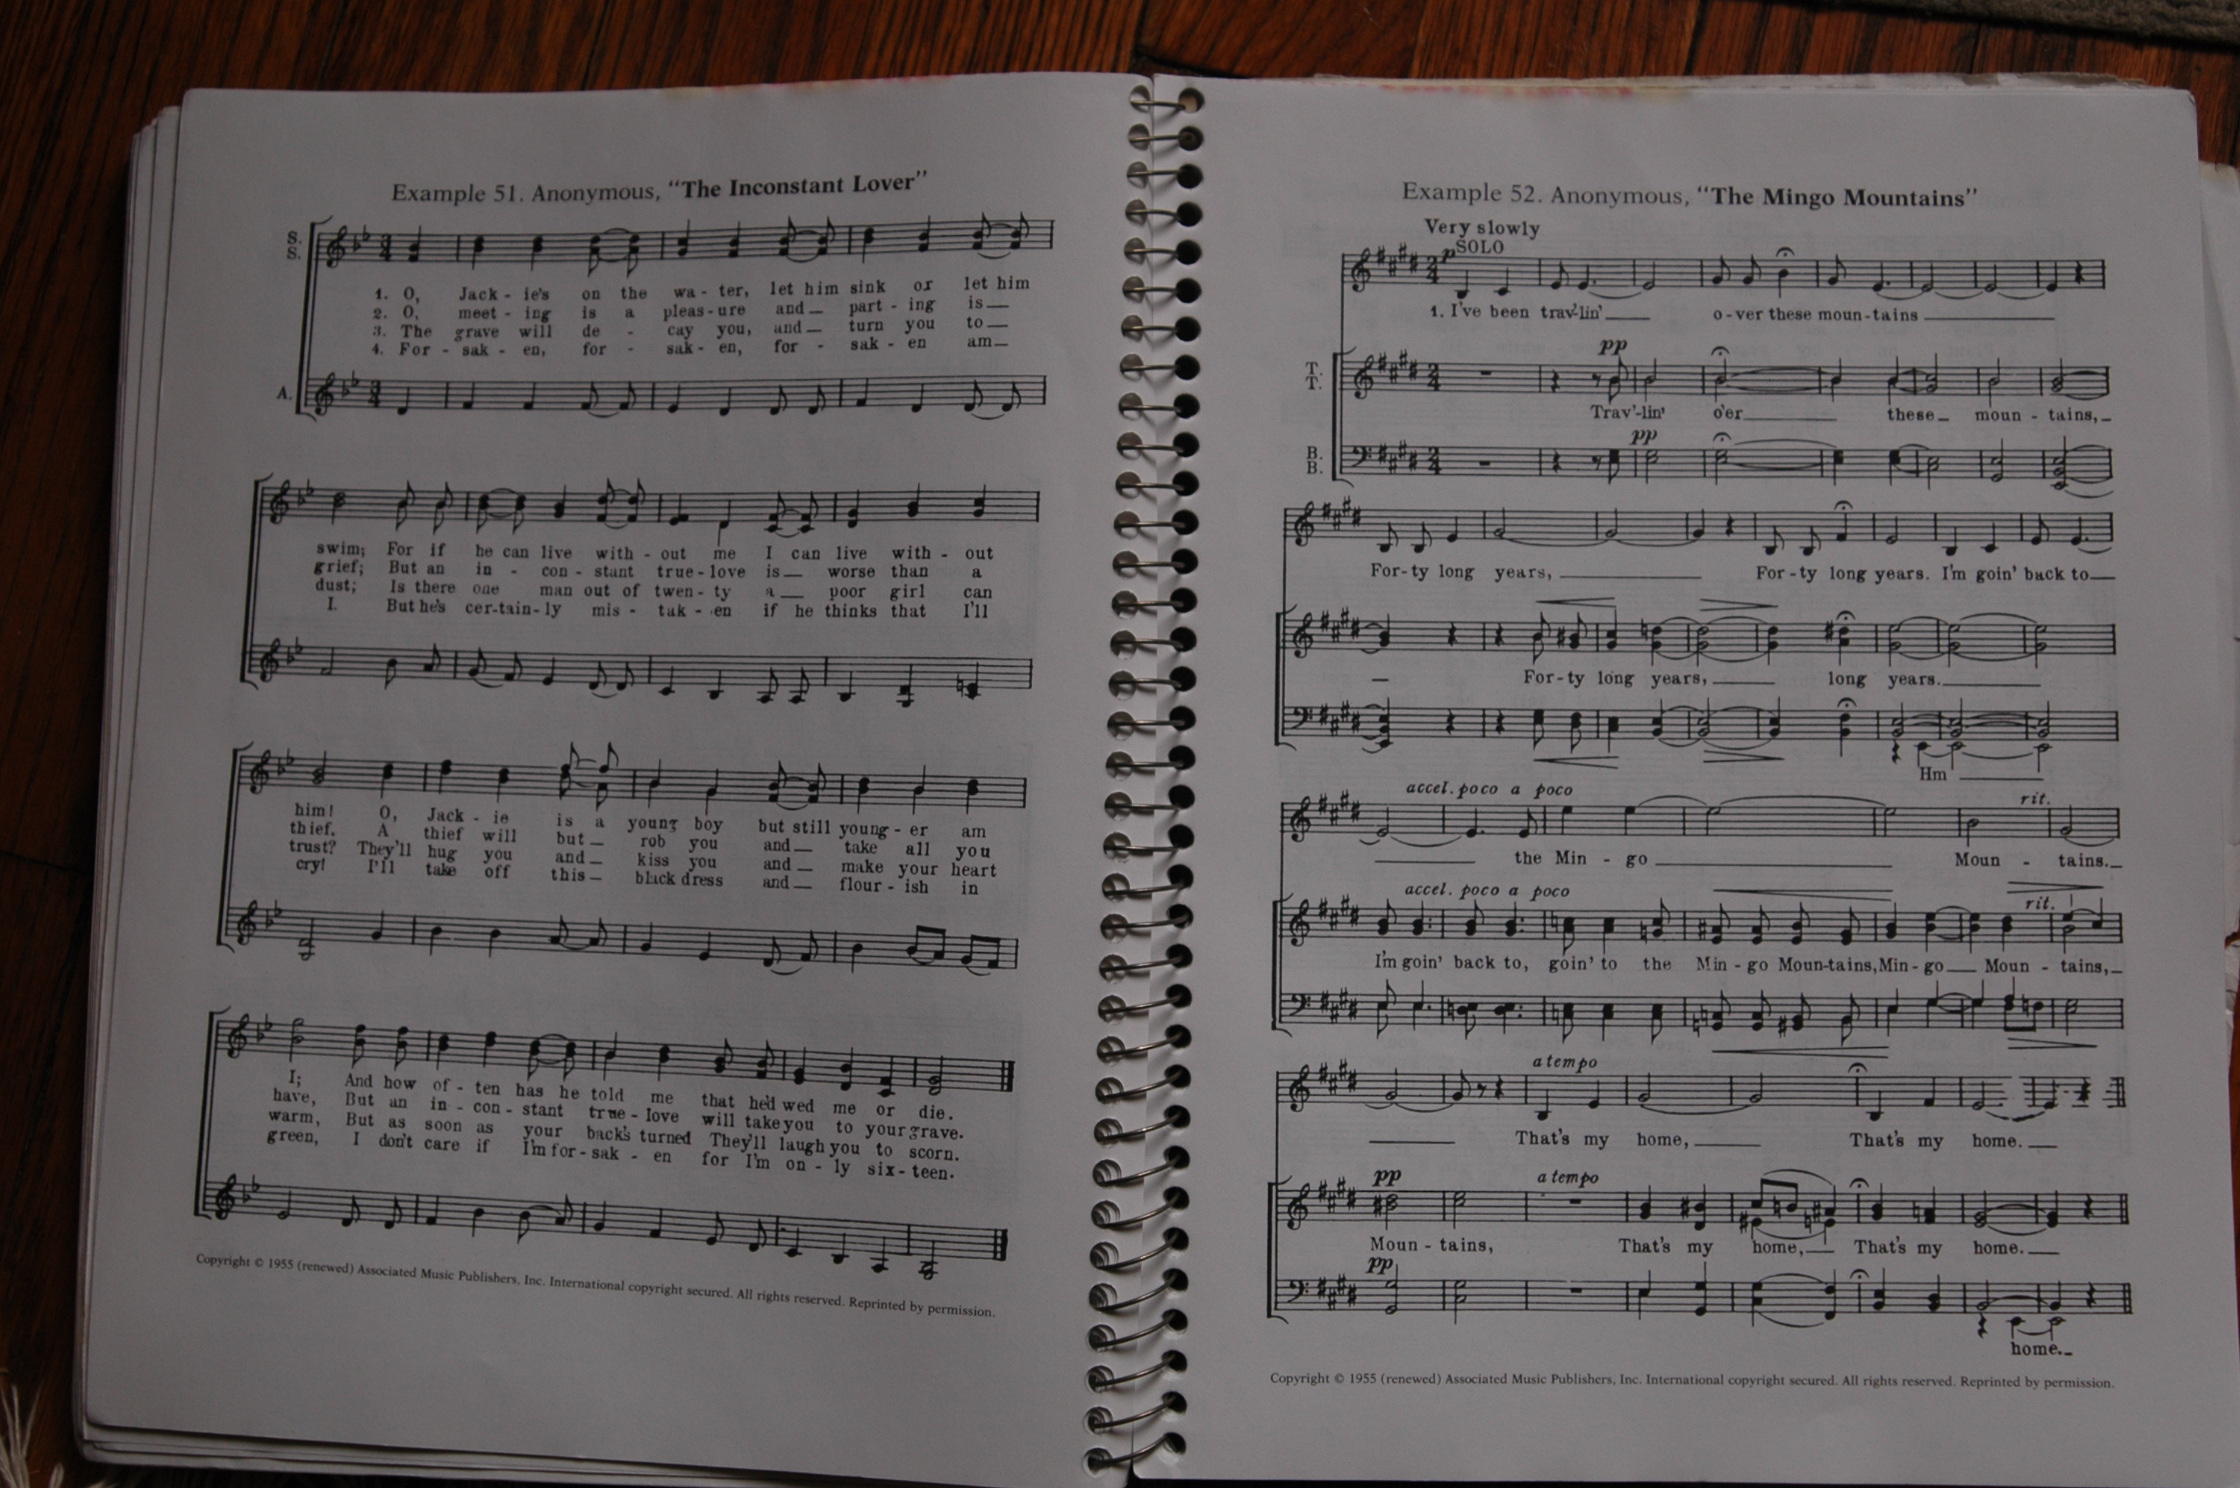 Example 51. Anonymous, “The Inconstant Lover”
S.
S.
1. O, Jack - ie's on the wa - ter, let him sink or let him
2. O, meet - ing is a pleas - ure and— part - ing is—
3. The grave will de - cay you, and— turn you to—
4. For - sak - en, for - sak - en, for - sak - en am—
A.
swim; For if he can live with - out me I can live with - out
grief; But an in - con - stant true - love is— worse than a
dust; Is there one man out of twen - ty a— poor girl can
I. But he's cer-tain-ly mis - tak - en if he thinks that I'll
him! O, Jack - ie is a young boy but still young - er am
thief. A thief will but— rob you and— take all you
trust? They'll hug you and— kiss you and— make your heart
cry! I'll take off this— black dress and— flour - ish in
I; And how of - ten has he told me that he'd wed me or die.
have, But an in - con - stant true - love will take you to your grave.
warm, But as soon as your back's turned They'll laugh you to scorn.
green, I don't care if I'm for - sak - en for I'm on - ly six - teen.
Copyright © 1955 (renewed) Associated Music Publishers, Inc. International copyright secured. All rights reserved. Reprinted by permission.
Example 52. Anonymous, “The Mingo Mountains”
Very slowly
p SOLO
1. I've been trav'-lin'— o-ver these moun-tains—
pp
T.
T.
Trav'-lin' o'er— these— moun - tains,—
pp
B.
B.
For-ty long years,— For-ty long years. I'm goin' back to—
— For-ty long years,— long years.—
Hm—
accel. poco a poco rit.
— the Min - go— Moun - tains.—
accel. poco a poco rit.
I'm goin' back to, goin' to the Min - go Moun-tains, Min - go— Moun - tains,—
a tempo
— That's my home,— That's my home.—
pp a tempo
Moun - tains, That's my home,— That's my home.—
pp
home.—
Copyright © 1955 (renewed) Associated Music Publishers, Inc. International copyright secured. All rights reserved. Reprinted by permission.